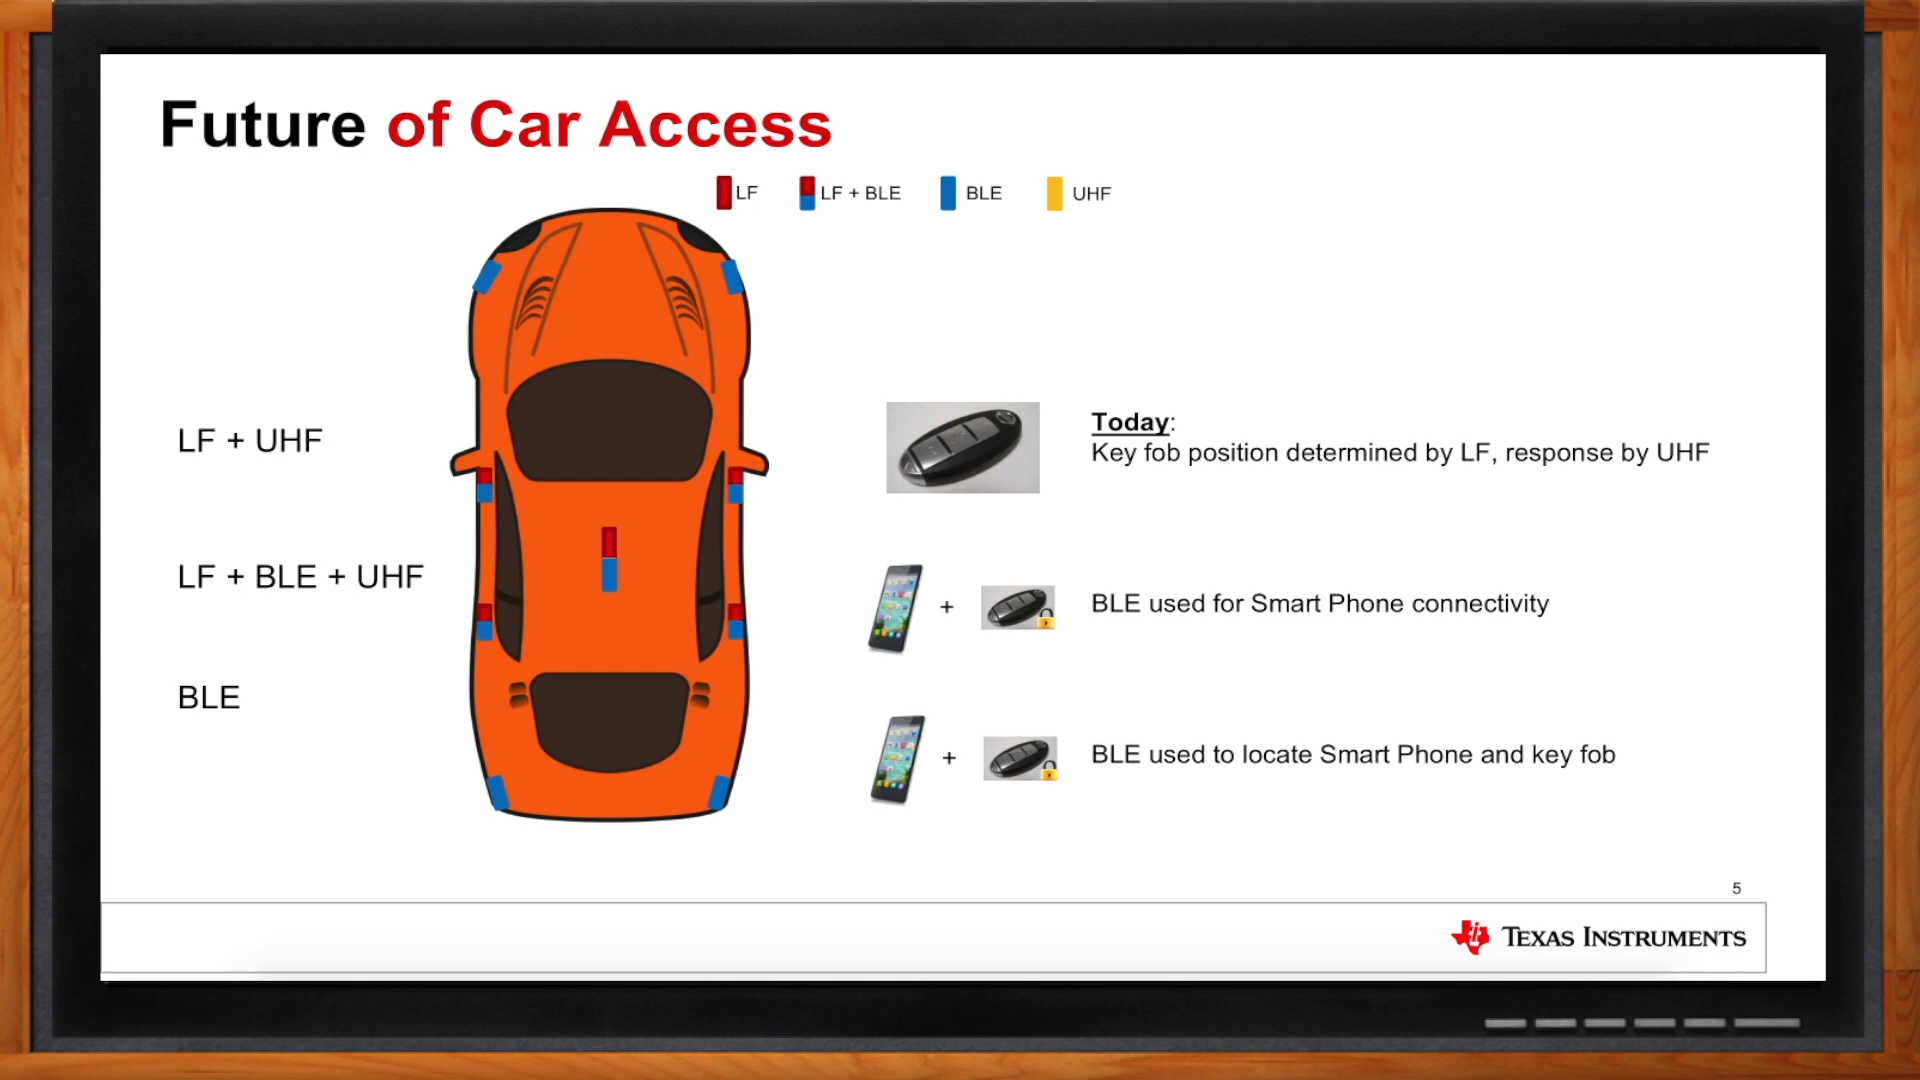 Future of Car Access
LF
LF + BLE
BLE
UHF
LF + UHF
Today:
Key fob position determined by LF, response by UHF
LF + BLE + UHF
+
BLE used for Smart Phone connectivity
BLE
+
BLE used to locate Smart Phone and key fob
5
TEXAS INSTRUMENTS